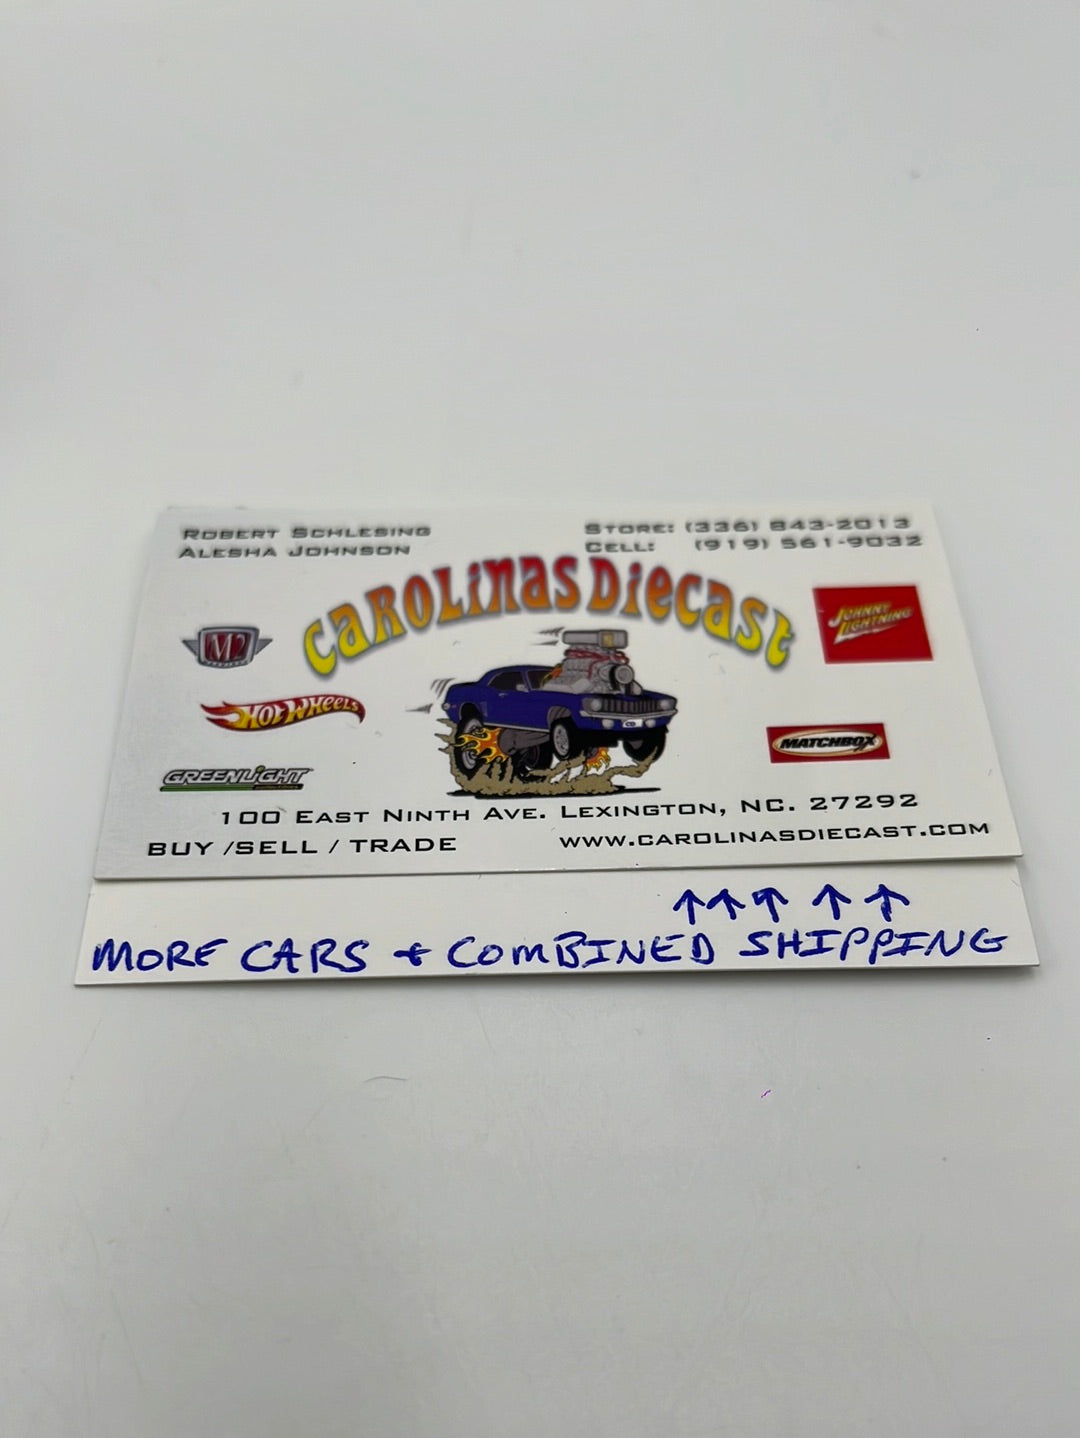 ROBERT SCHLESING
ALESHA JOHNSON
STORE: (336) 843-2013
CELL: (919) 561-9032
CAROLINAS DIECAST
M2
JOHNNY
LIGHTNING
HOT WHEELS
MATCHBOX
GREENLIGHT
100 EAST NINTH AVE. LEXINGTON, NC. 27292
BUY /SELL / TRADE
WWW.CAROLINASDIECAST.COM
↑↑↑ ↑ ↑
MORE CARS + COMBINED SHIPPING